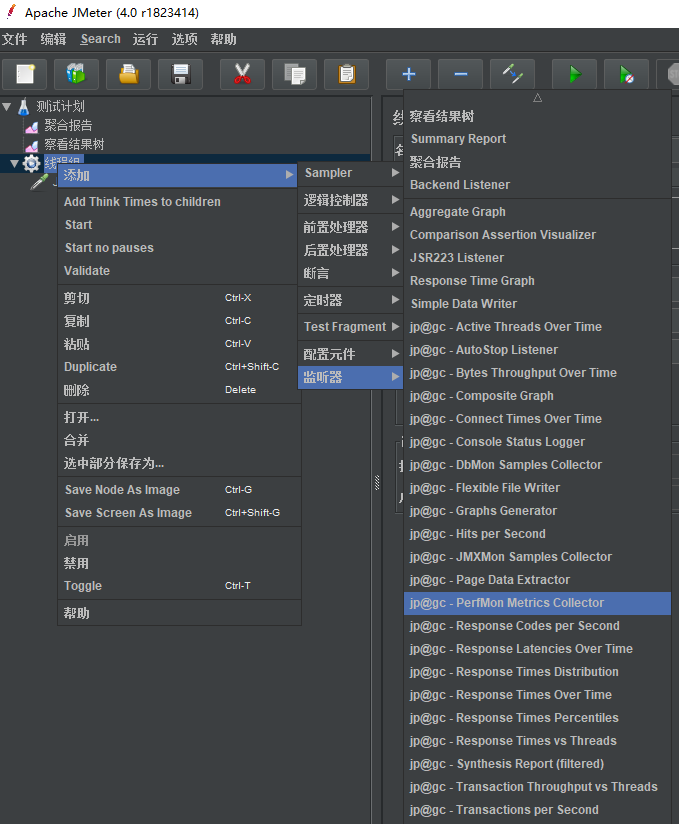 Apache JMeter (4.0 r1823414)
文件 编辑 Search 运行 选项 帮助
测试计划
聚合报告
察看结果树
线程组
添加
Add Think Times to children
Start
Start no pauses
Validate
剪切 Ctrl-X
复制 Ctrl-C
粘贴 Ctrl-V
Duplicate Ctrl+Shift-C
删除 Delete
打开...
合并
选中部分保存为...
Save Node As Image Ctrl-G
Save Screen As Image Ctrl+Shift-G
启用
禁用
Toggle Ctrl-T
帮助
Sampler
逻辑控制器
前置处理器
后置处理器
断言
定时器
Test Fragment
配置元件
监听器
察看结果树
Summary Report
聚合报告
Backend Listener
Aggregate Graph
Comparison Assertion Visualizer
JSR223 Listener
Response Time Graph
Simple Data Writer
jp@gc - Active Threads Over Time
jp@gc - AutoStop Listener
jp@gc - Bytes Throughput Over Time
jp@gc - Composite Graph
jp@gc - Connect Times Over Time
jp@gc - Console Status Logger
jp@gc - DbMon Samples Collector
jp@gc - Flexible File Writer
jp@gc - Graphs Generator
jp@gc - Hits per Second
jp@gc - JMXMon Samples Collector
jp@gc - Page Data Extractor
jp@gc - PerfMon Metrics Collector
jp@gc - Response Codes per Second
jp@gc - Response Latencies Over Time
jp@gc - Response Times Distribution
jp@gc - Response Times Over Time
jp@gc - Response Times Percentiles
jp@gc - Response Times vs Threads
jp@gc - Synthesis Report (filtered)
jp@gc - Transaction Throughput vs Threads
jp@gc - Transactions per Second